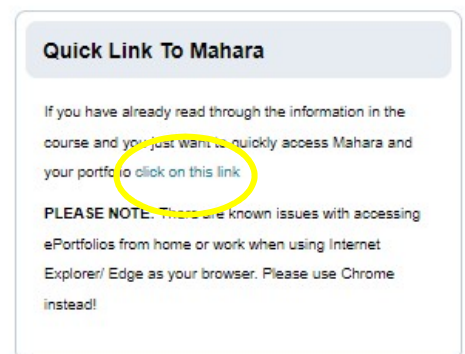 Quick Link To Mahara
If you have already read through the information in the
course and you just want to quickly access Mahara and
your portfolio click on this link
PLEASE NOTE: There are known issues with accessing
ePortfolios from home or work when using Internet
Explorer/ Edge as your browser. Please use Chrome
instead!